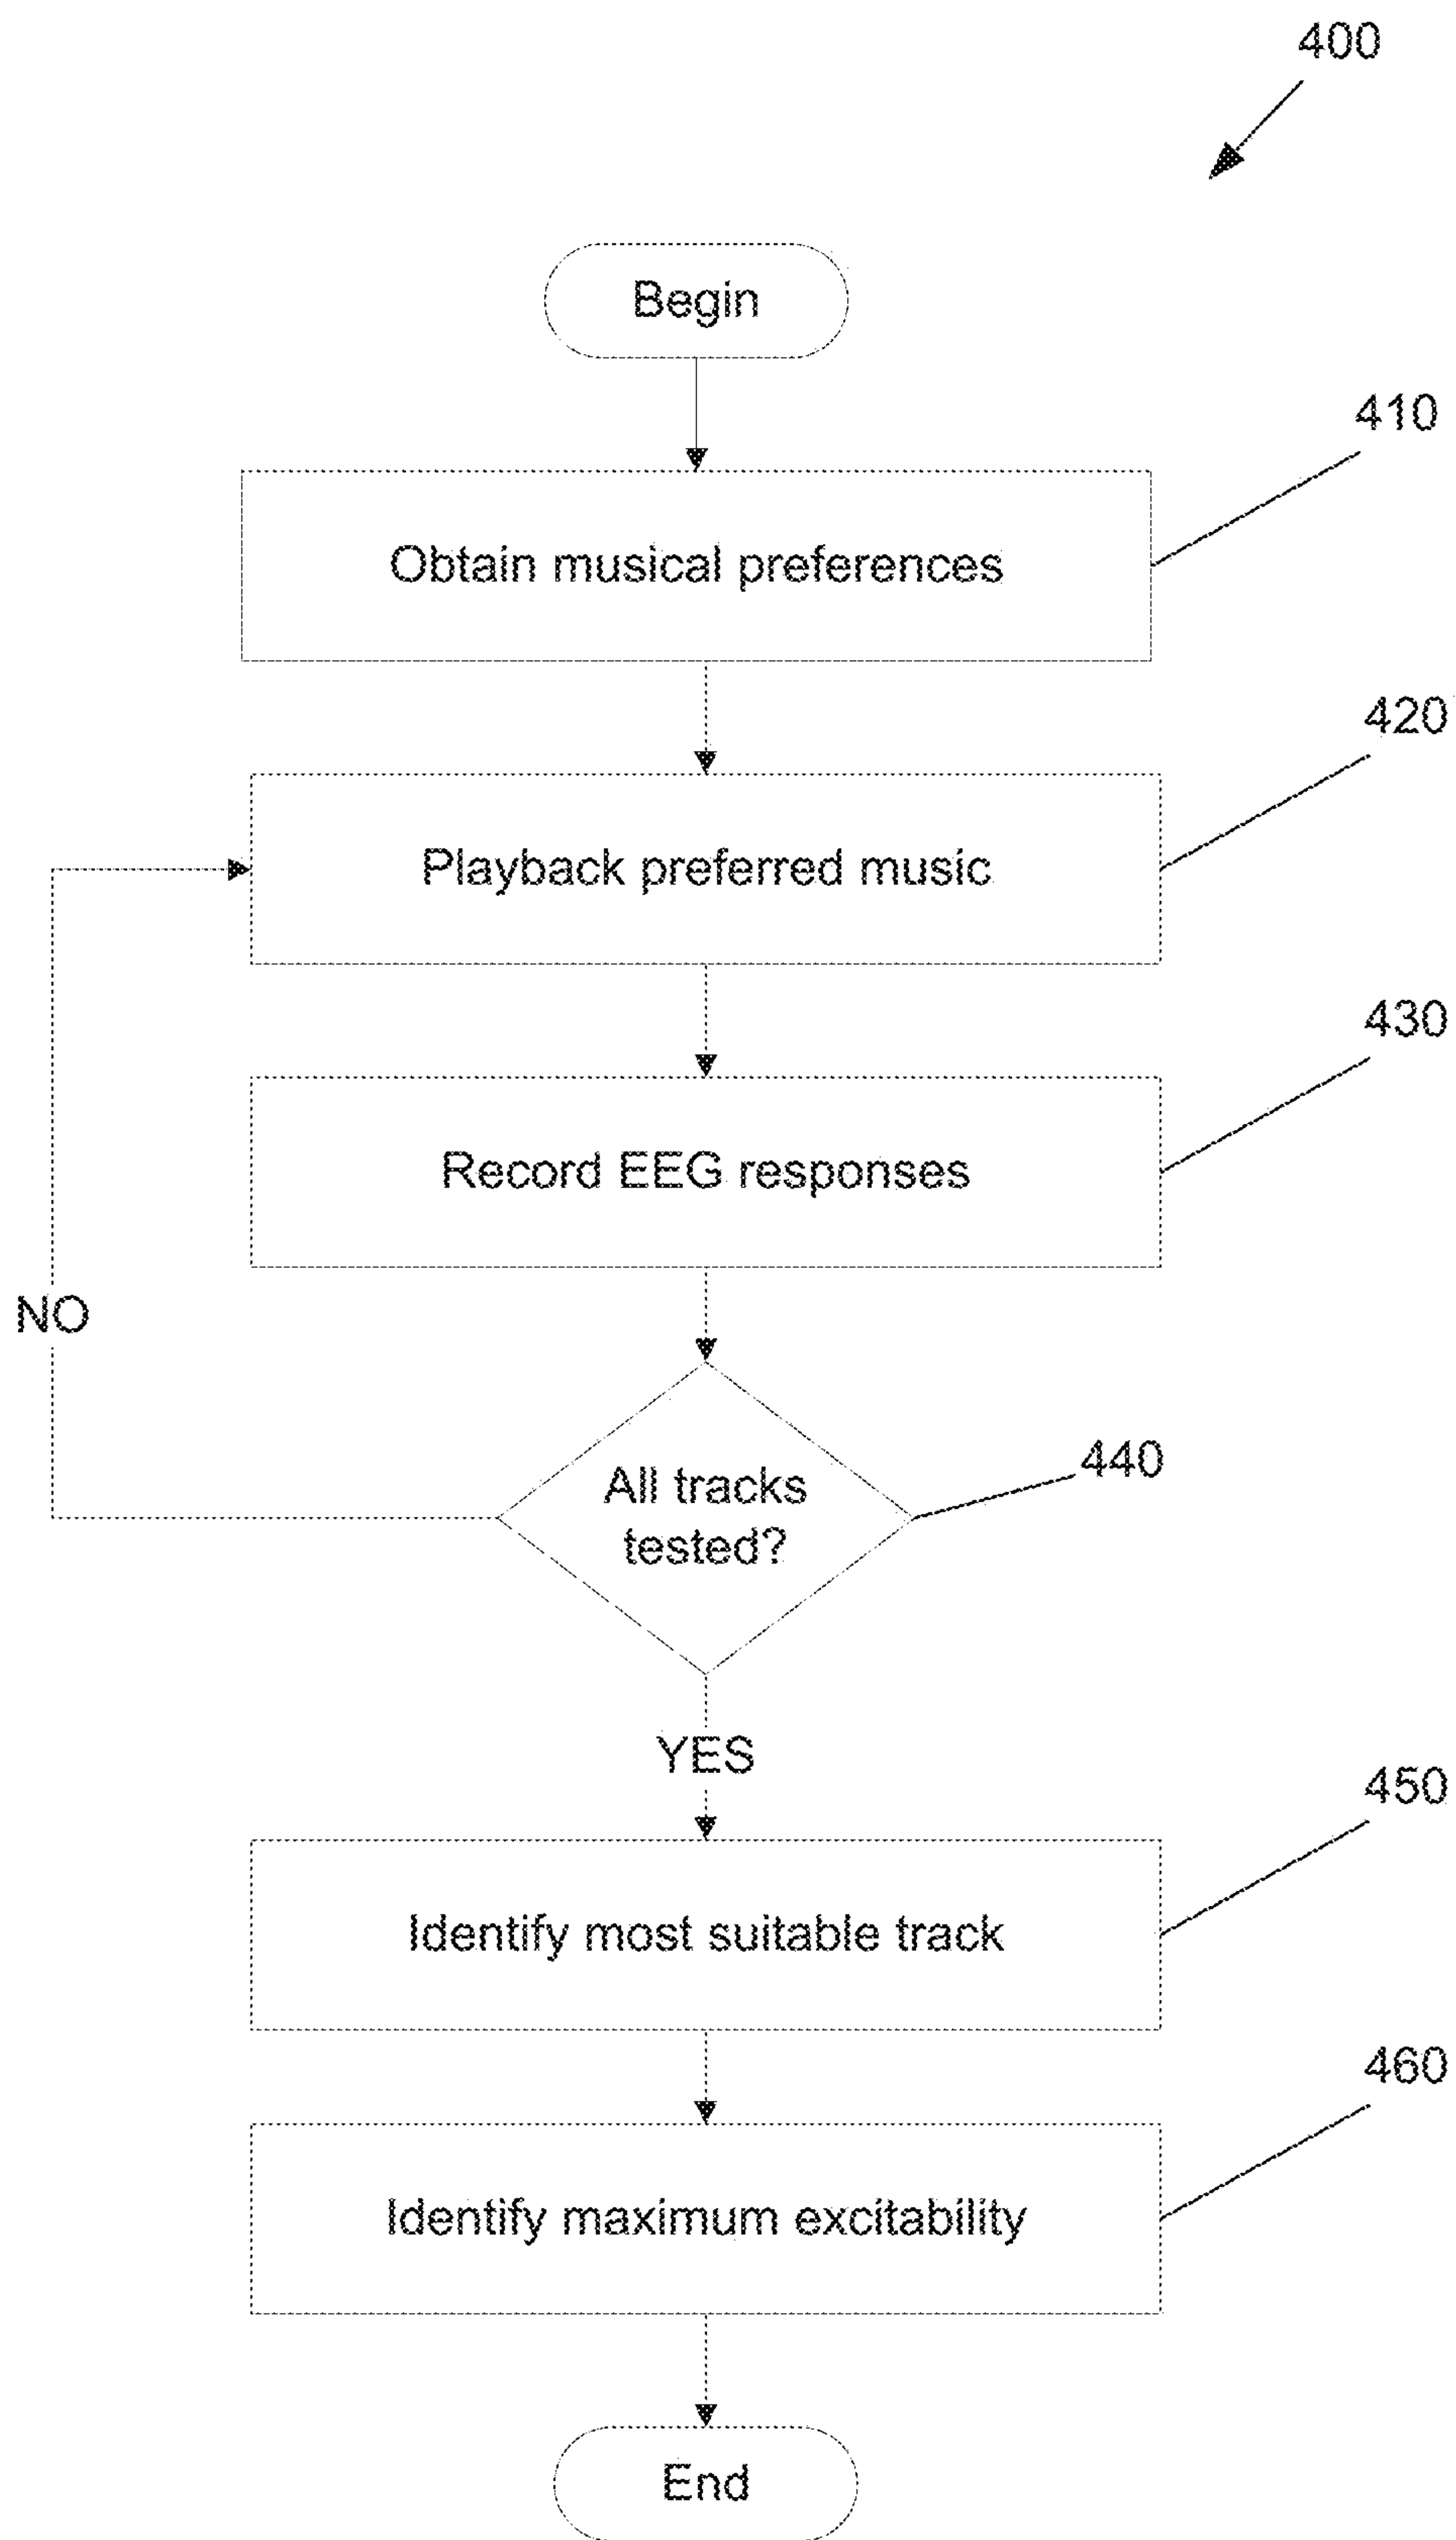 400
Begin
410
Obtain musical preferences
420
Playback preferred music
430
Record EEG responses
NO
440
All tracks
tested?
YES
450
Identify most suitable track
460
Identify maximum excitability
End